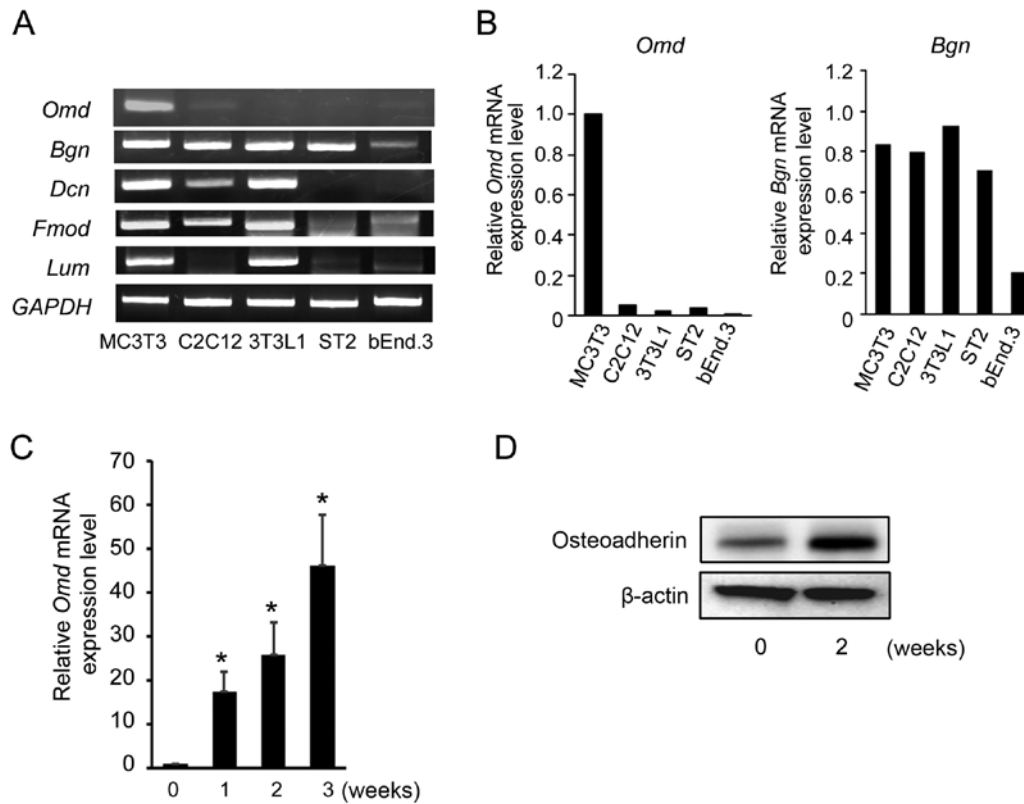 A
Omd
Bgn
Dcn
Fmod
Lum
GAPDH
MC3T3 C2C12 3T3L1 ST2 bEnd.3
B
Omd
Relative Omd mRNA
expression level
1.2
1.0
0.8
0.6
0.4
0.2
0
MC3T3
C2C12
3T3L1
ST2
bEnd.3
Bgn
Relative Bgn mRNA
expression level
1.2
1.0
0.8
0.6
0.4
0.2
0
MC3T3
C2C12
3T3L1
ST2
bEnd.3
C
Relative Omd mRNA
expression level
70
60
50
40
30
20
10
0
*
*
*
0 1 2 3 (weeks)
D
Osteoadherin
β-actin
0 2 (weeks)